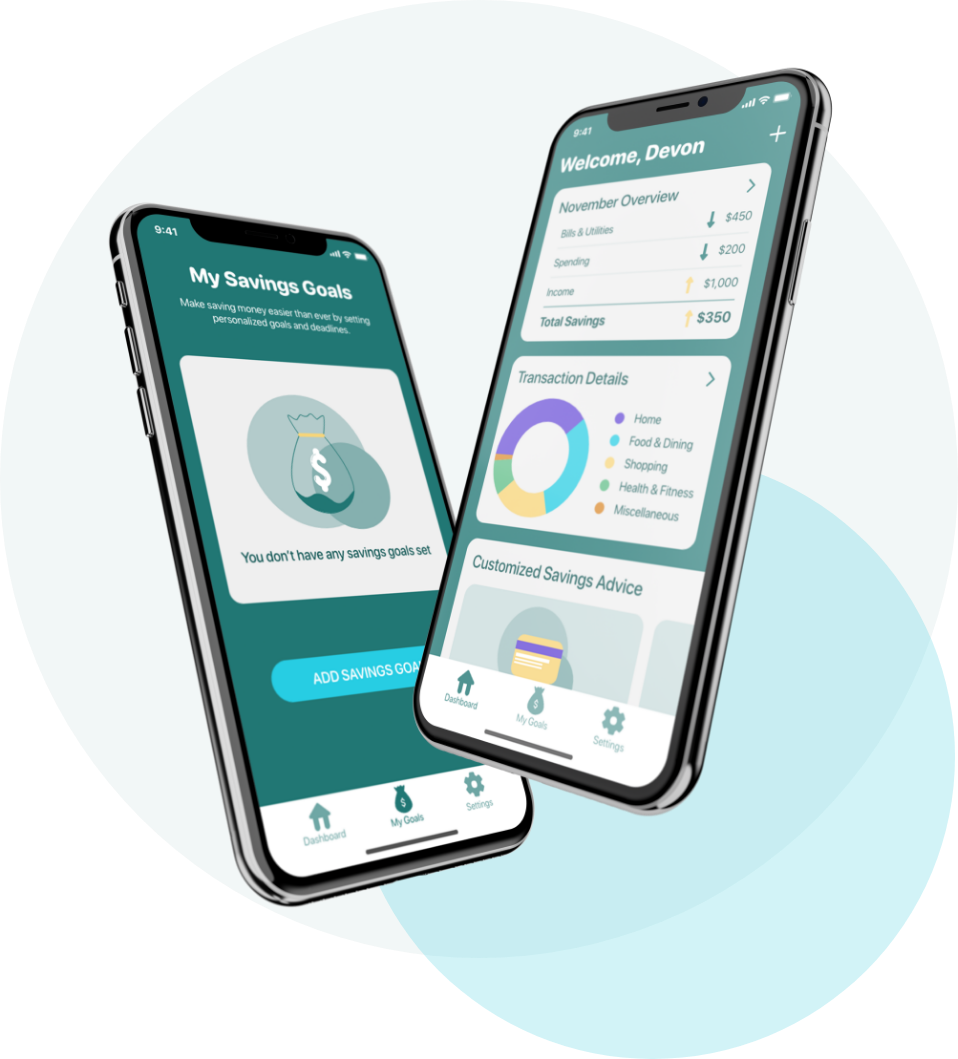 9:41
My Savings Goals
Make saving money easier than ever by setting
personalized goals and deadlines.
$
You don't have any savings goals set
ADD SAVINGS
Dashboard
$
My Goals
Settings
9:41
Welcome, Devon
November Overview
Bills & Utilities $450
Spending $200
Income $1,000
Total Savings $350
Transaction Details
Home
Food & Dining
Shopping
Health & Fitness
Miscellaneous
Customized Savings Advice
Dashboard
$
My Goals
Settings